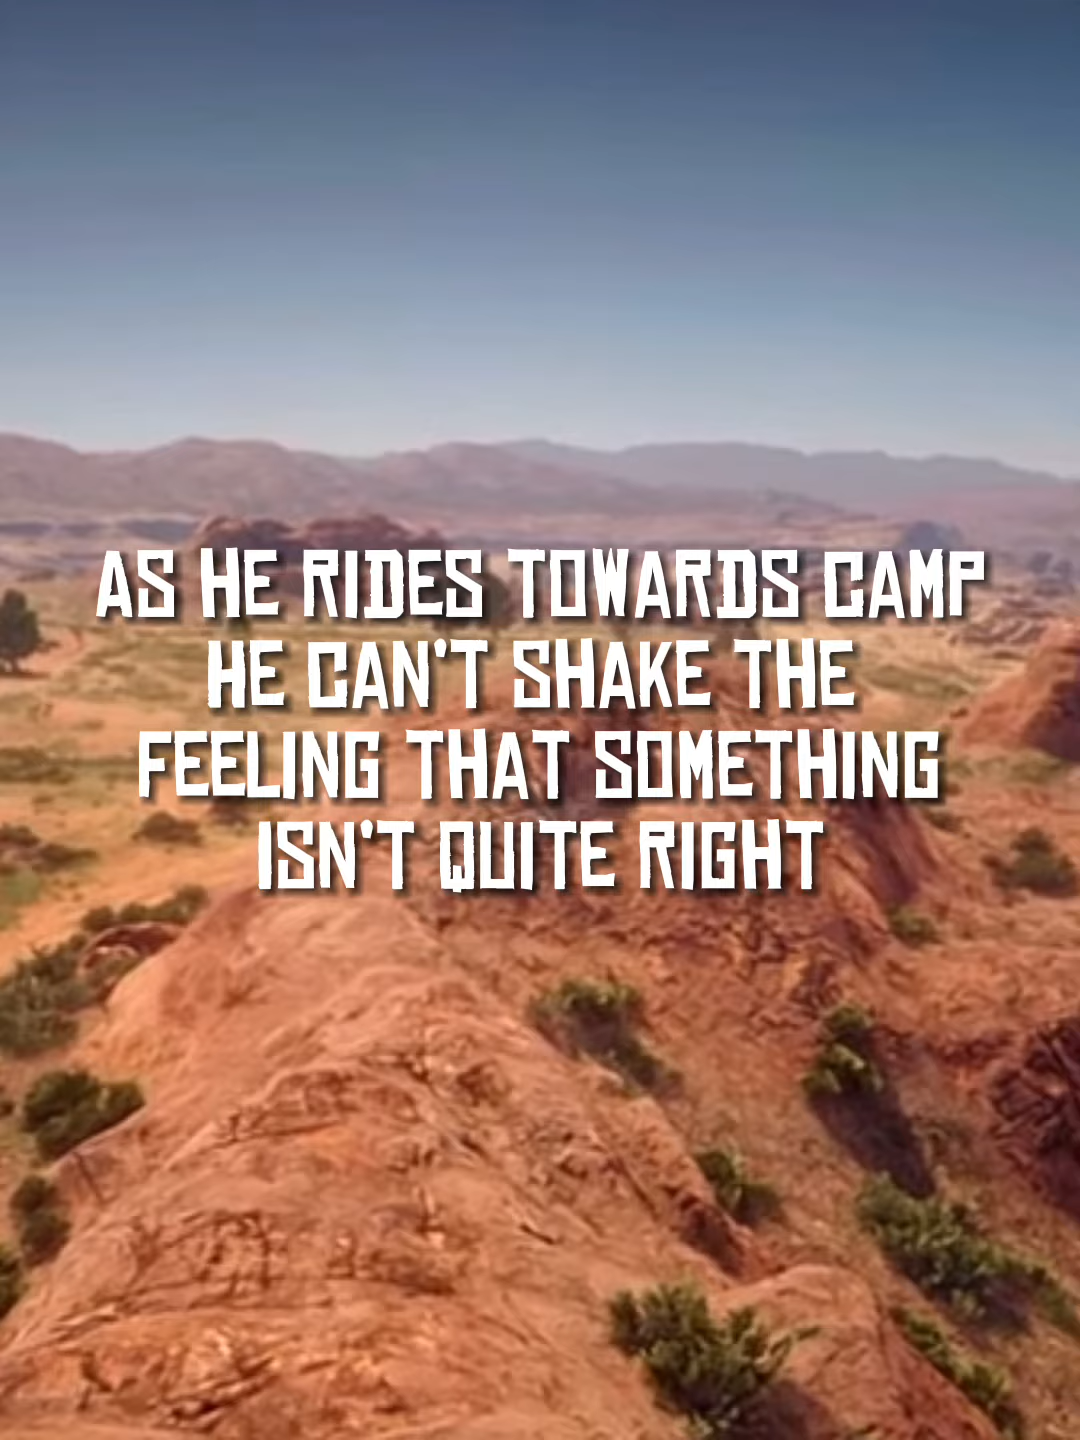 AS HE RIDES TOWARDS CAMP
HE CAN'T SHAKE THE
FEELING THAT SOMETHING
ISN'T QUITE RIGHT